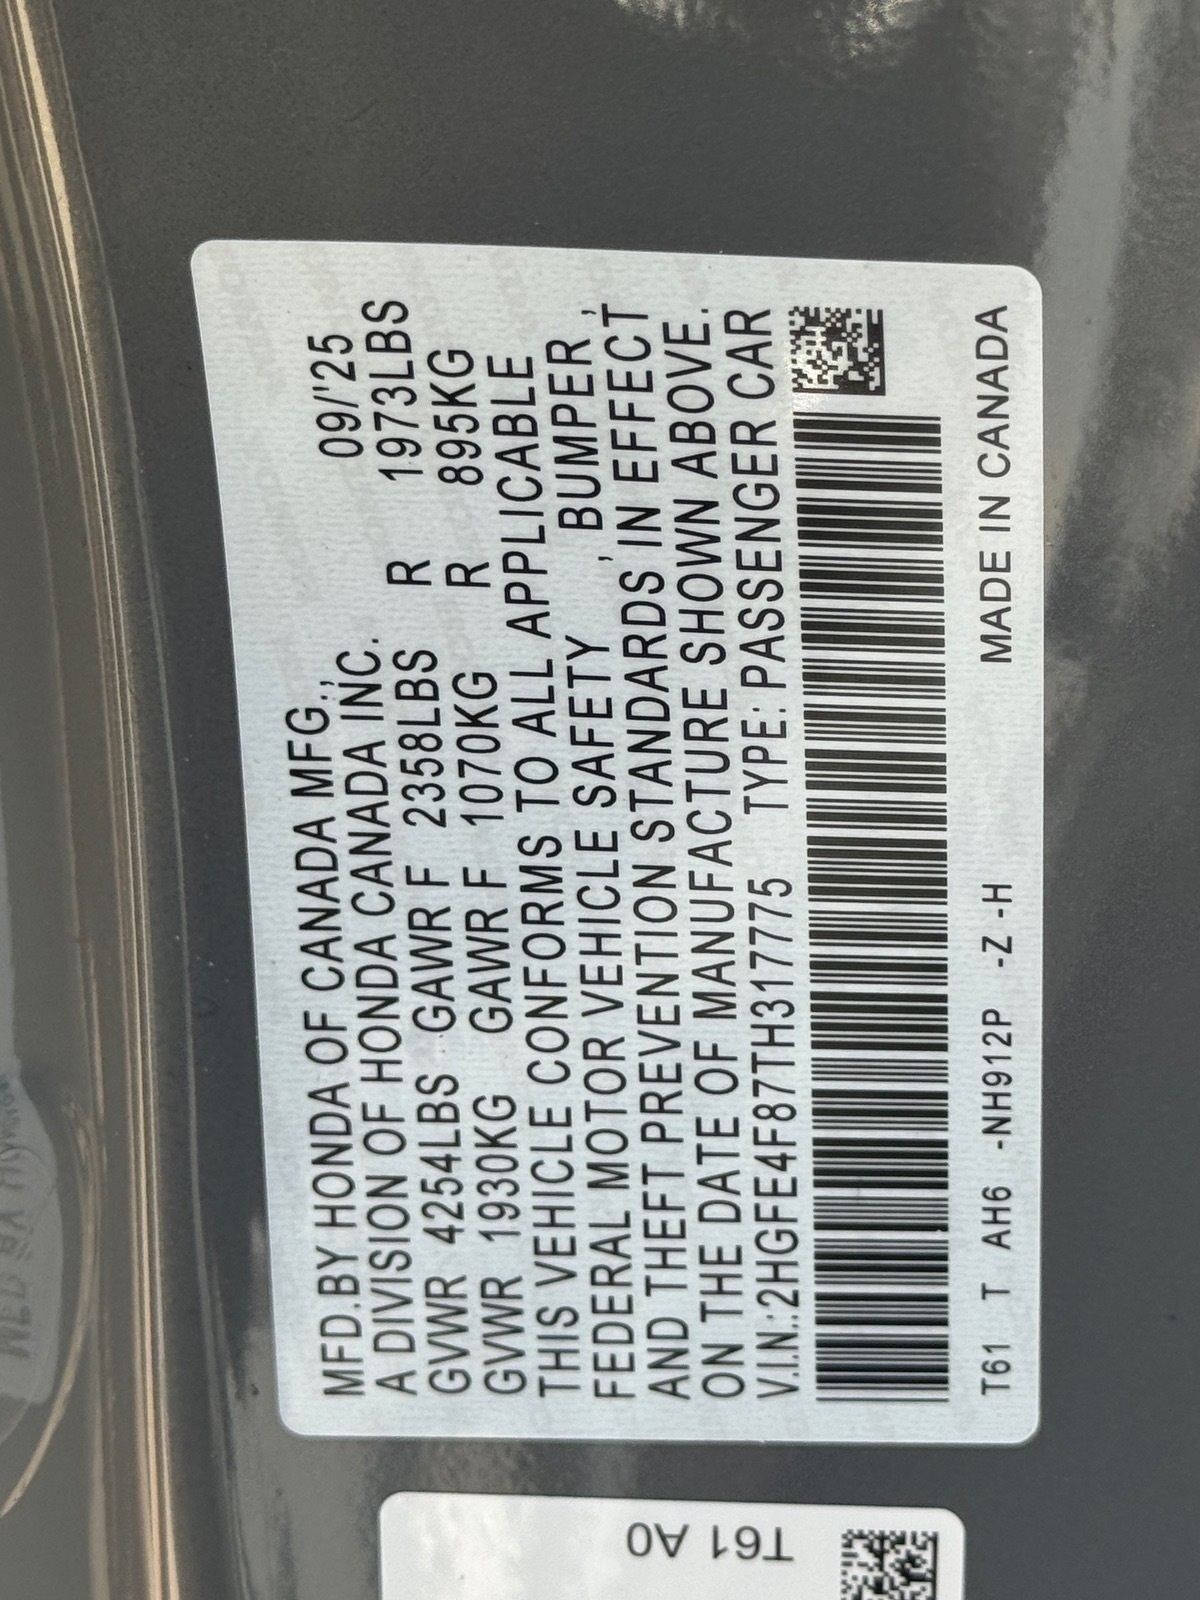 MFD.BY HONDA OF CANADA MFG., 09/'25
A DIVISION OF HONDA CANADA INC.
GVWR 4254LBS GAWR F 2358LBS R 1973LBS
GVWR 1930KG GAWR F 1070KG R 895KG
THIS VEHICLE CONFORMS TO ALL APPLICABLE
FEDERAL MOTOR VEHICLE SAFETY , BUMPER ,
AND THEFT PREVENTION STANDARDS IN EFFECT
ON THE DATE OF MANUFACTURE SHOWN ABOVE.
V.I.N.:2HGFE4F87TH317775 TYPE: PASSENGER CAR
T61 T AH6 -NH912P -Z -H MADE IN CANADA
T61 A0